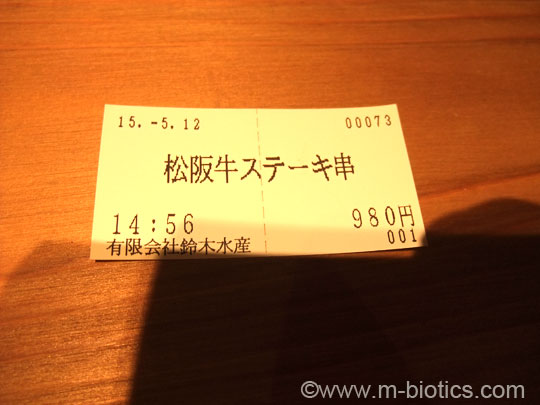 15.-5.12 00073
松阪牛ステーキ串
14:56 980円
有限会社鈴木水産 001
©www.m-biotics.com